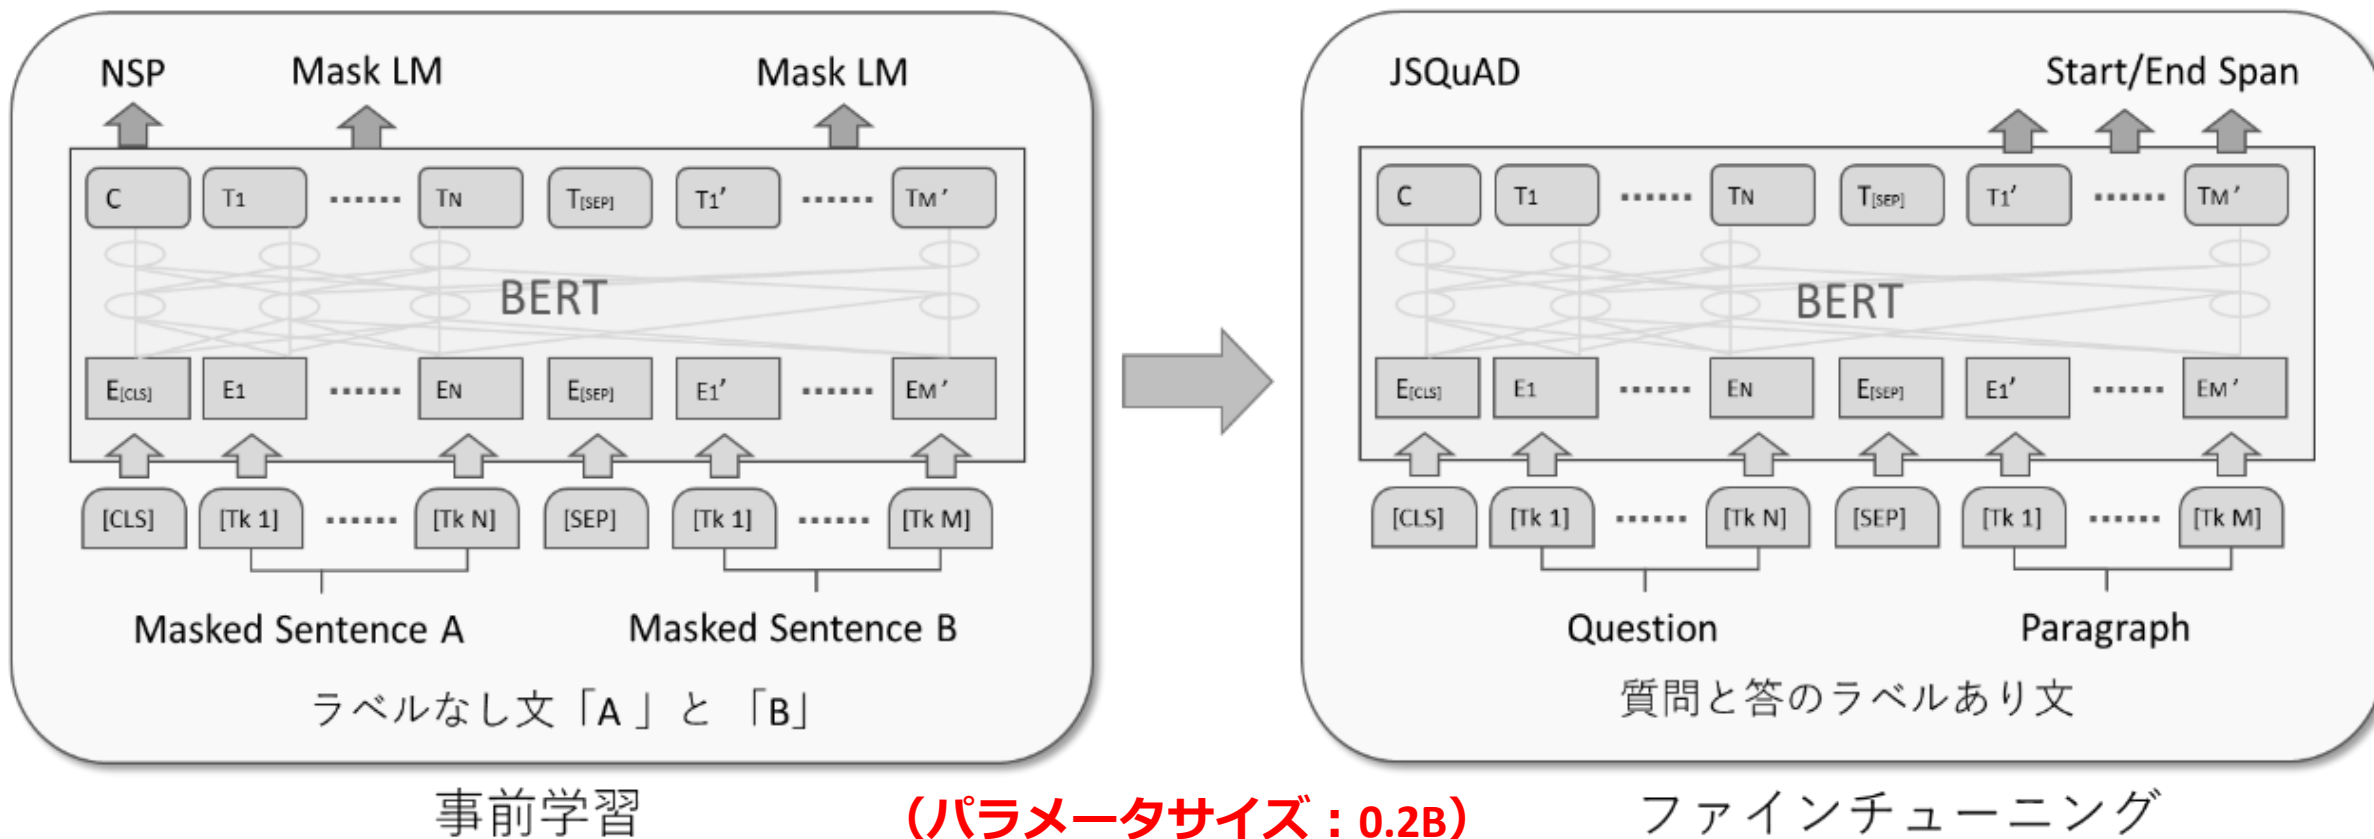 NSP Mask LM Mask LM
C T1 ...... TN T[SEP] T1' ...... TM'
BERT
E[CLS] E1 ...... EN E[SEP] E1' ...... EM'
[CLS] [Tk 1] ...... [Tk N] [SEP] [Tk 1] ...... [Tk M]
Masked Sentence A Masked Sentence B
ラベルなし文「A 」と 「B」
事前学習
JSQuAD Start/End Span
C T1 ...... TN T[SEP] T1' ...... TM'
BERT
E[CLS] E1 ...... EN E[SEP] E1' ...... EM'
[CLS] [Tk 1] ...... [Tk N] [SEP] [Tk 1] ...... [Tk M]
Question Paragraph
質問と答のラベルあり文
ファインチューニング
（パラメータサイズ：0.2B）